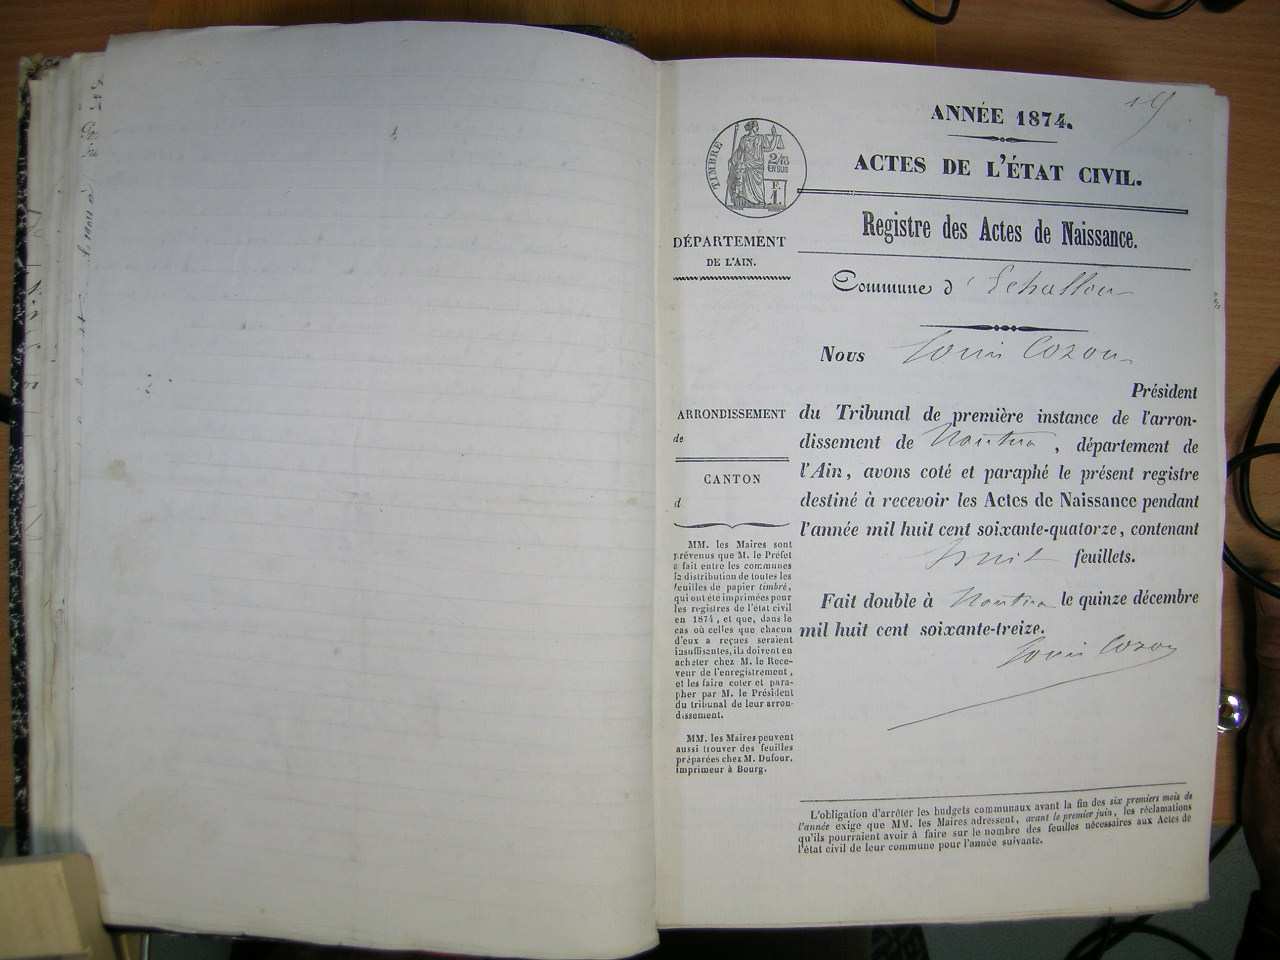 ANNÉE 1874.
ACTES DE L'ÉTAT CIVIL.
TIMBRE
2/10
EN SUS
F.
1.
Registre des Actes de Naissance.
DÉPARTEMENT
DE L'AIN.
Commune d'Echallon
Nous Louis Cozon
Président
du Tribunal de première instance de l'arron-
dissement de Nantua, département de
l'Ain, avons coté et paraphé le présent registre
destiné à recevoir les Actes de Naissance pendant
l'année mil huit cent soixante-quatorze, contenant
huit feuillets.
Fait double à Nantua le quinze décembre
mil huit cent soixante-treize.
Louis Cozon
ARRONDISSEMENT
de
CANTON
d
MM. les Maires sont
prévenus que M. le Préfet
a fait entre les communes
la distribution de toutes les
feuilles de papier timbré,
qui ont été imprimées pour
les registres de l'état civil
en 1874, et que, dans le
cas où celles que chacun
d'eux a reçues seraient
insuffisantes, ils doivent en
acheter chez M. le Rece-
veur de l'enregistrement,
et les faire coter et para-
pher par M. le Président
du tribunal de leur arron-
dissement.
MM. les Maires peuvent
aussi trouver des feuilles
préparées chez M. Dufour,
imprimeur à Bourg.
L'obligation d'arrêter les budgets communaux avant la fin des six premiers mois de
l'année exige que MM. les Maires adressent, avant le premier juin, les réclamations
qu'ils pourraient avoir à faire sur le nombre des feuilles nécessaires aux Actes de
l'état civil de leur commune pour l'année suivante.